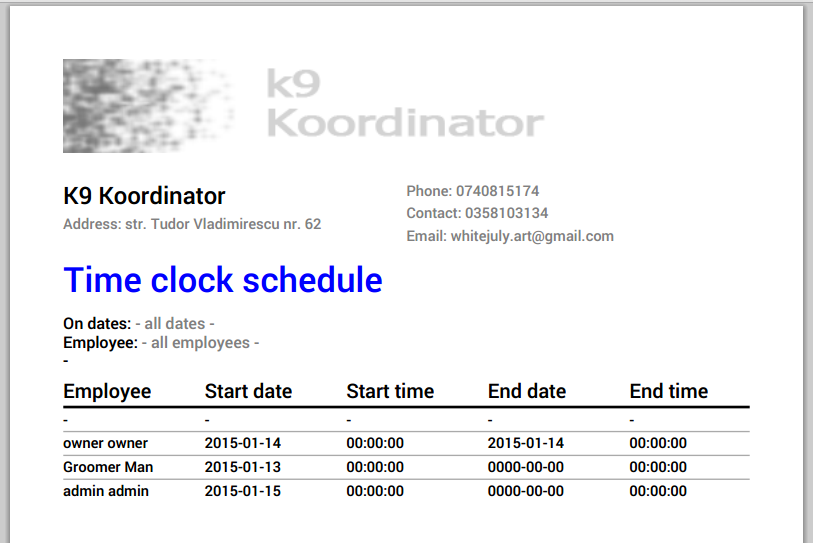 k9
Koordinator
K9 Koordinator
Address: str. Tudor Vladimirescu nr. 62
Phone: 0740815174
Contact: 0358103134
Email: whitejuly.art@gmail.com
Time clock schedule
On dates: - all dates -
Employee: - all employees -
-
Employee Start date Start time End date End time
- - - - -
owner owner 2015-01-14 00:00:00 2015-01-14 00:00:00
Groomer Man 2015-01-13 00:00:00 0000-00-00 00:00:00
admin admin 2015-01-15 00:00:00 0000-00-00 00:00:00